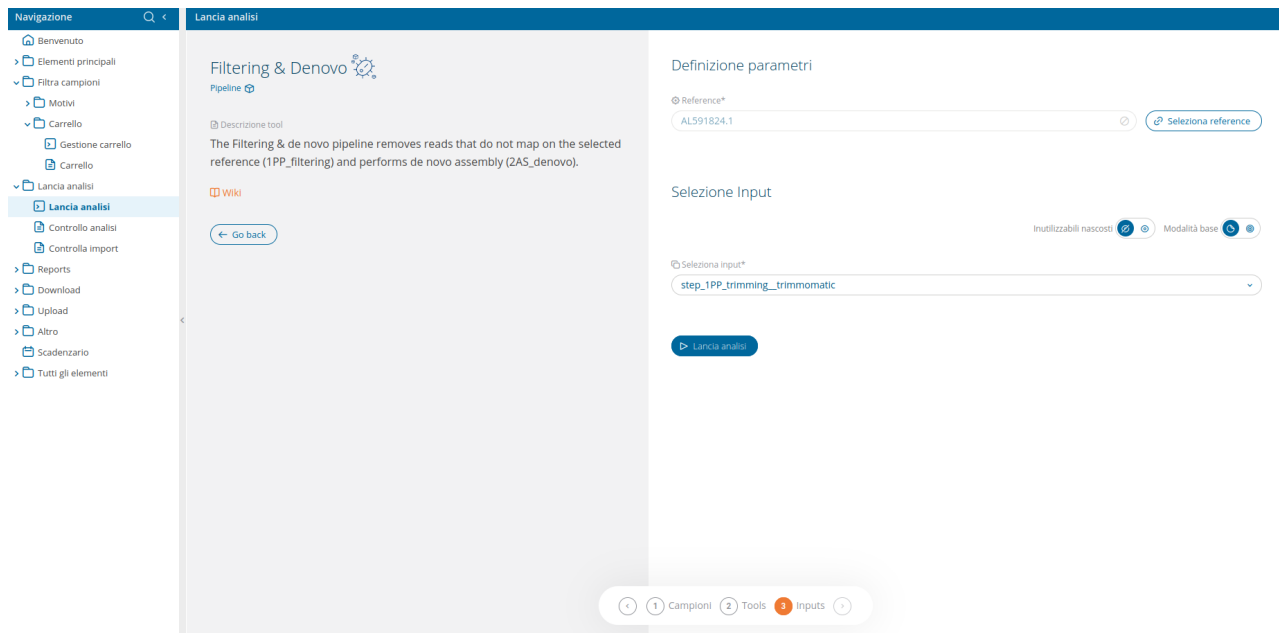 Navigazione
Benvenuto
Elementi principali
Filtra campioni
Motivi
Carrello
Gestione carrello
Carrello
Lancia analisi
Lancia analisi
Controllo analisi
Controlla import
Reports
Download
Upload
Altro
Scadenzario
Tutti gli elementi
Lancia analisi
Filtering & Denovo
Pipeline
Descrizione tool
The Filtering & de novo pipeline removes reads that do not map on the selected
reference (1PP_filtering) and performs de novo assembly (2AS_denovo).
Wiki
Go back
Definizione parametri
Reference*
AL591824.1
Seleziona reference
Selezione Input
Inutilizzabili nascosti
Modalità base
Seleziona input*
step_1PP_trimming__trimmomatic
Lancia analisi
1 Campioni 2 Tools 3 Inputs